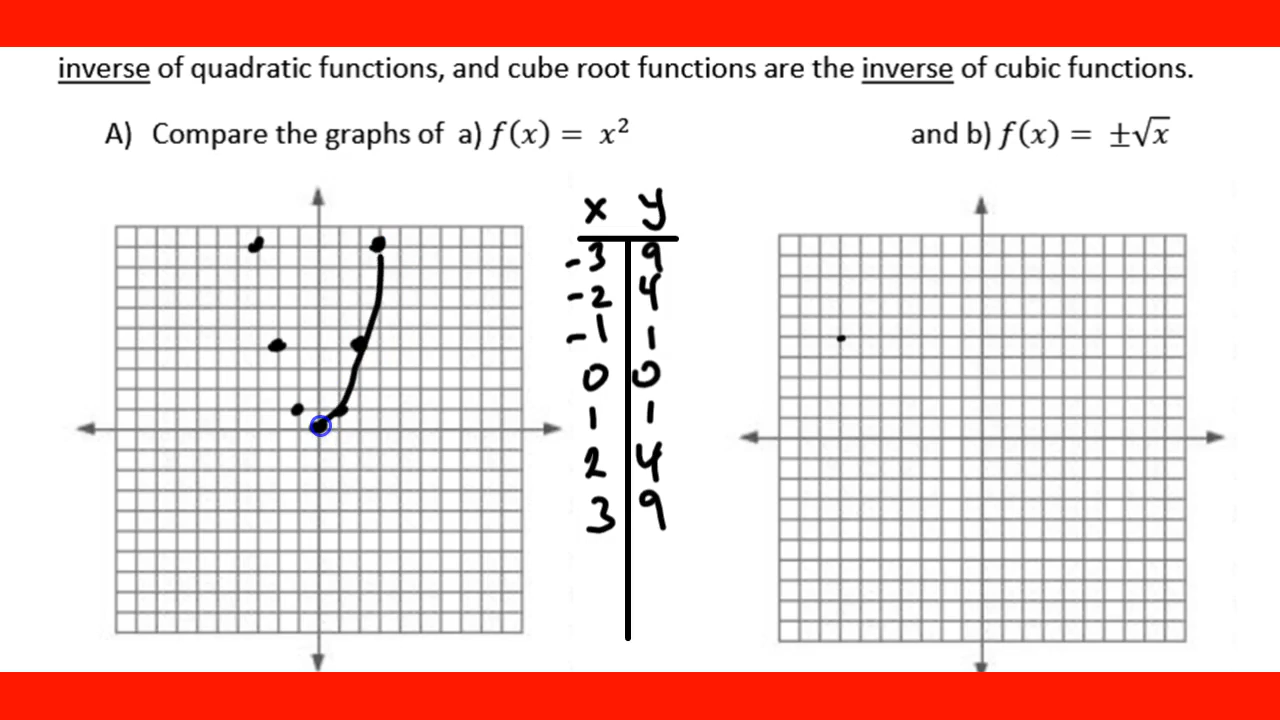 inverse of quadratic functions, and cube root functions are the inverse of cubic functions.
A) Compare the graphs of a) f(x) = x² and b) f(x) = ±√x
x y
-3 9
-2 4
-1 1
0 0
1 1
2 4
3 9